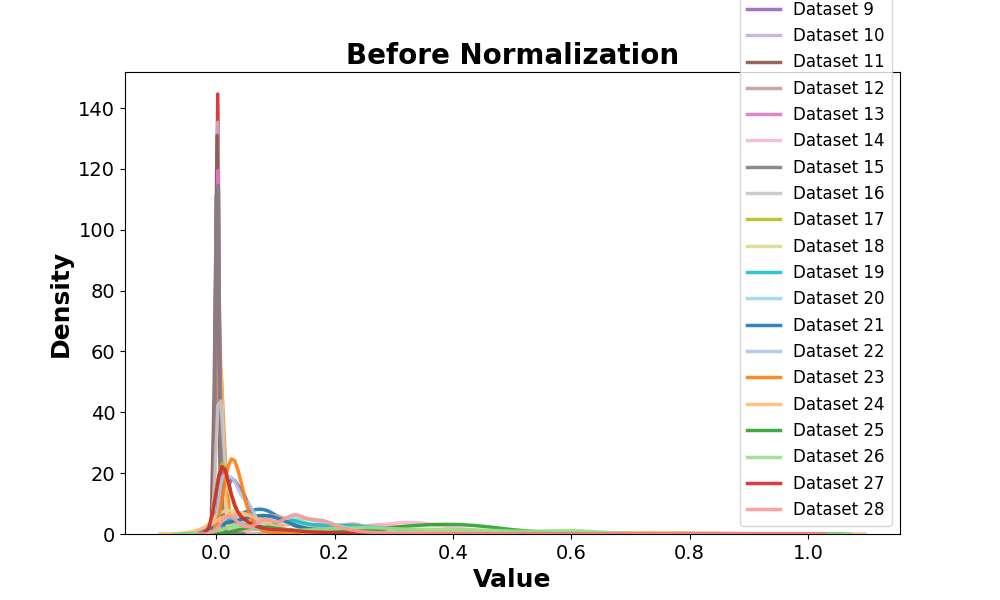 Before Normalization
Density
140
120
100
80
60
40
20
0
0.0
0.2
0.4
0.6
0.8
1.0
Value
Dataset 9
Dataset 10
Dataset 11
Dataset 12
Dataset 13
Dataset 14
Dataset 15
Dataset 16
Dataset 17
Dataset 18
Dataset 19
Dataset 20
Dataset 21
Dataset 22
Dataset 23
Dataset 24
Dataset 25
Dataset 26
Dataset 27
Dataset 28